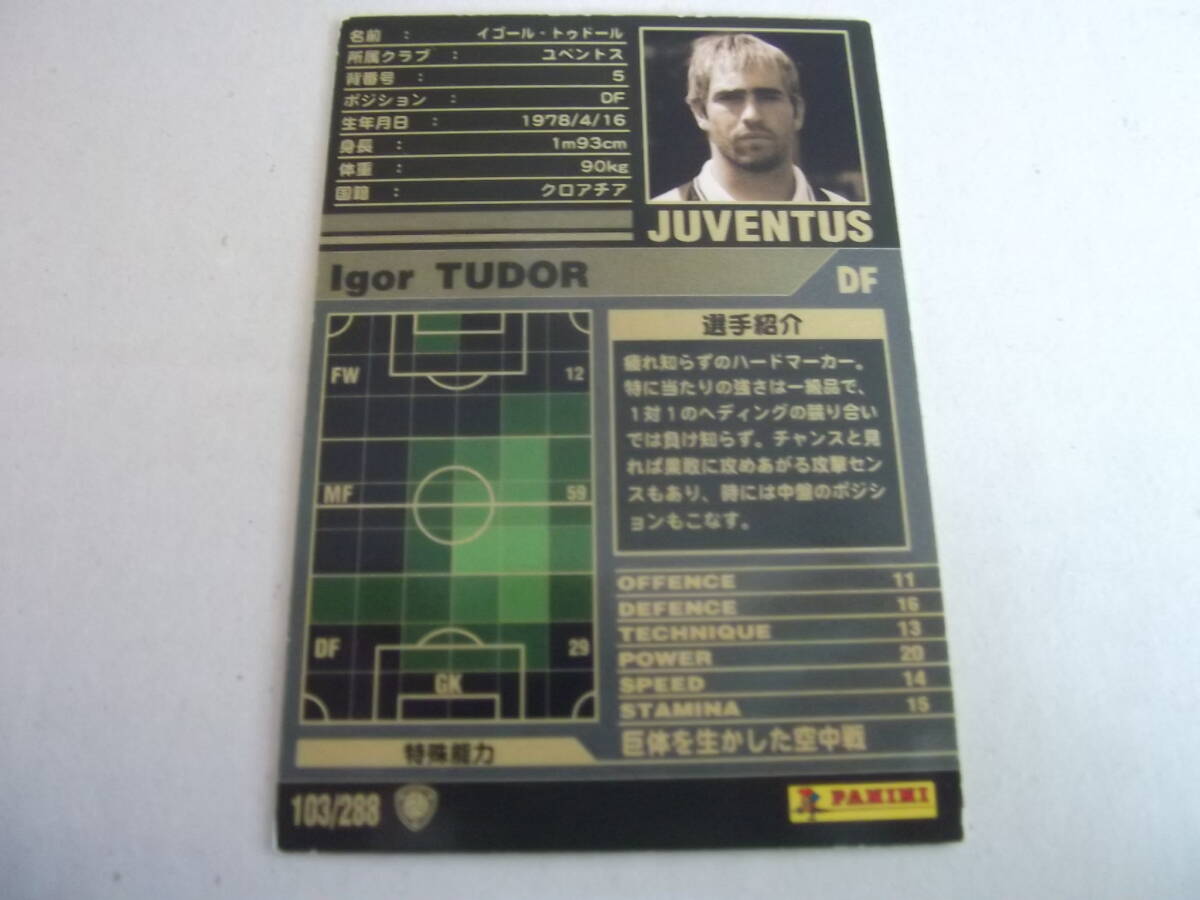 名前 : イゴール・トゥドール
所属クラブ : ユベントス
背番号 : 5
ポジション : DF
生年月日 : 1978/4/16
身長 : 1m93cm
体重 : 90kg
国籍 : クロアチア
JUVENTUS
Igor TUDOR
DF
FW 12
MF 59
DF 29
GK
選手紹介
疲れ知らずのハードマーカー。
特に当たりの強さは一級品で、
1対1のヘディングの競り合い
では負け知らず。チャンスと見
れば果敢に攻めあがる攻撃セン
スもあり、時には中盤のポジシ
ョンもこなす。
OFFENCE 11
DEFENCE 16
TECHNIQUE 13
POWER 20
SPEED 14
STAMINA 15
特殊能力
巨体を生かした空中戦
103/288
PANINI